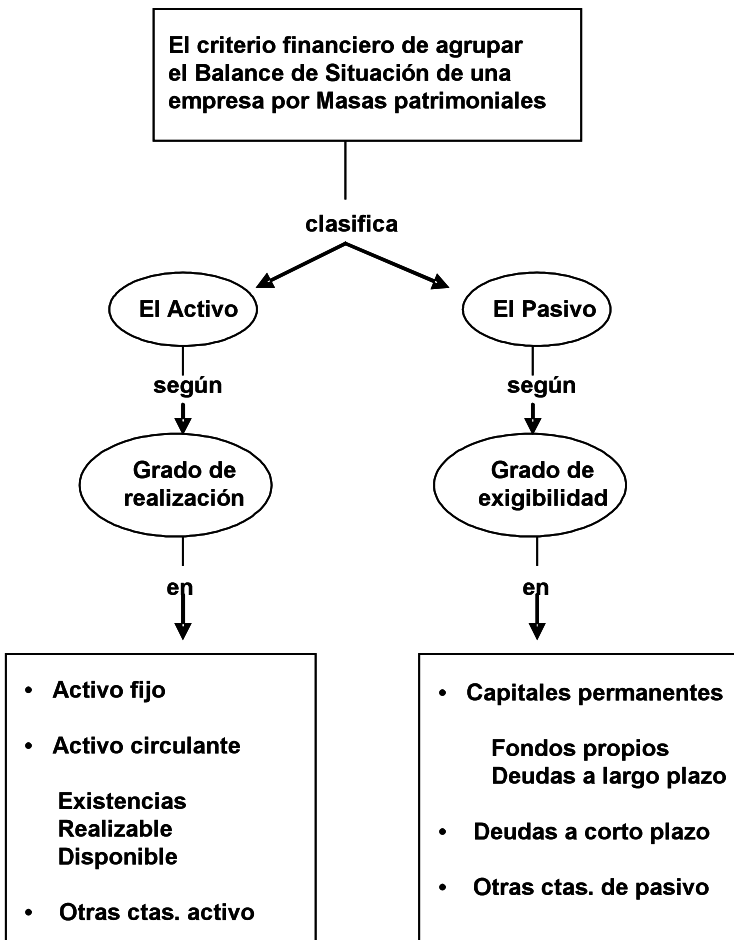 El criterio financiero de agrupar
el Balance de Situación de una
empresa por Masas patrimoniales
clasifica
El Activo
El Pasivo
según
según
Grado de
realización
Grado de
exigibilidad
en
en
• Activo fijo
• Activo circulante
Existencias
Realizable
Disponible
• Otras ctas. activo
• Capitales permanentes
Fondos propios
Deudas a largo plazo
• Deudas a corto plazo
• Otras ctas. de pasivo